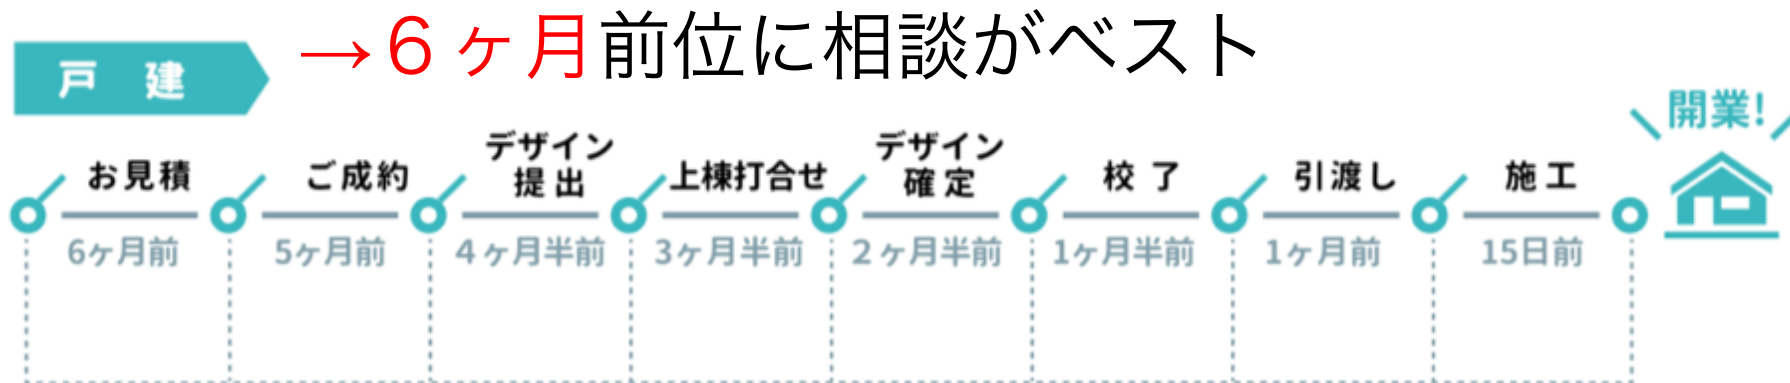 →６ヶ月前位に相談がベスト
戸 建
開業!
お見積
ご成約
デザイン
提出
上棟打合せ
デザイン
確定
校了
引渡し
施工
6ヶ月前
5ヶ月前
4ヶ月半前
3ヶ月半前
2ヶ月半前
1ヶ月半前
1ヶ月前
15日前